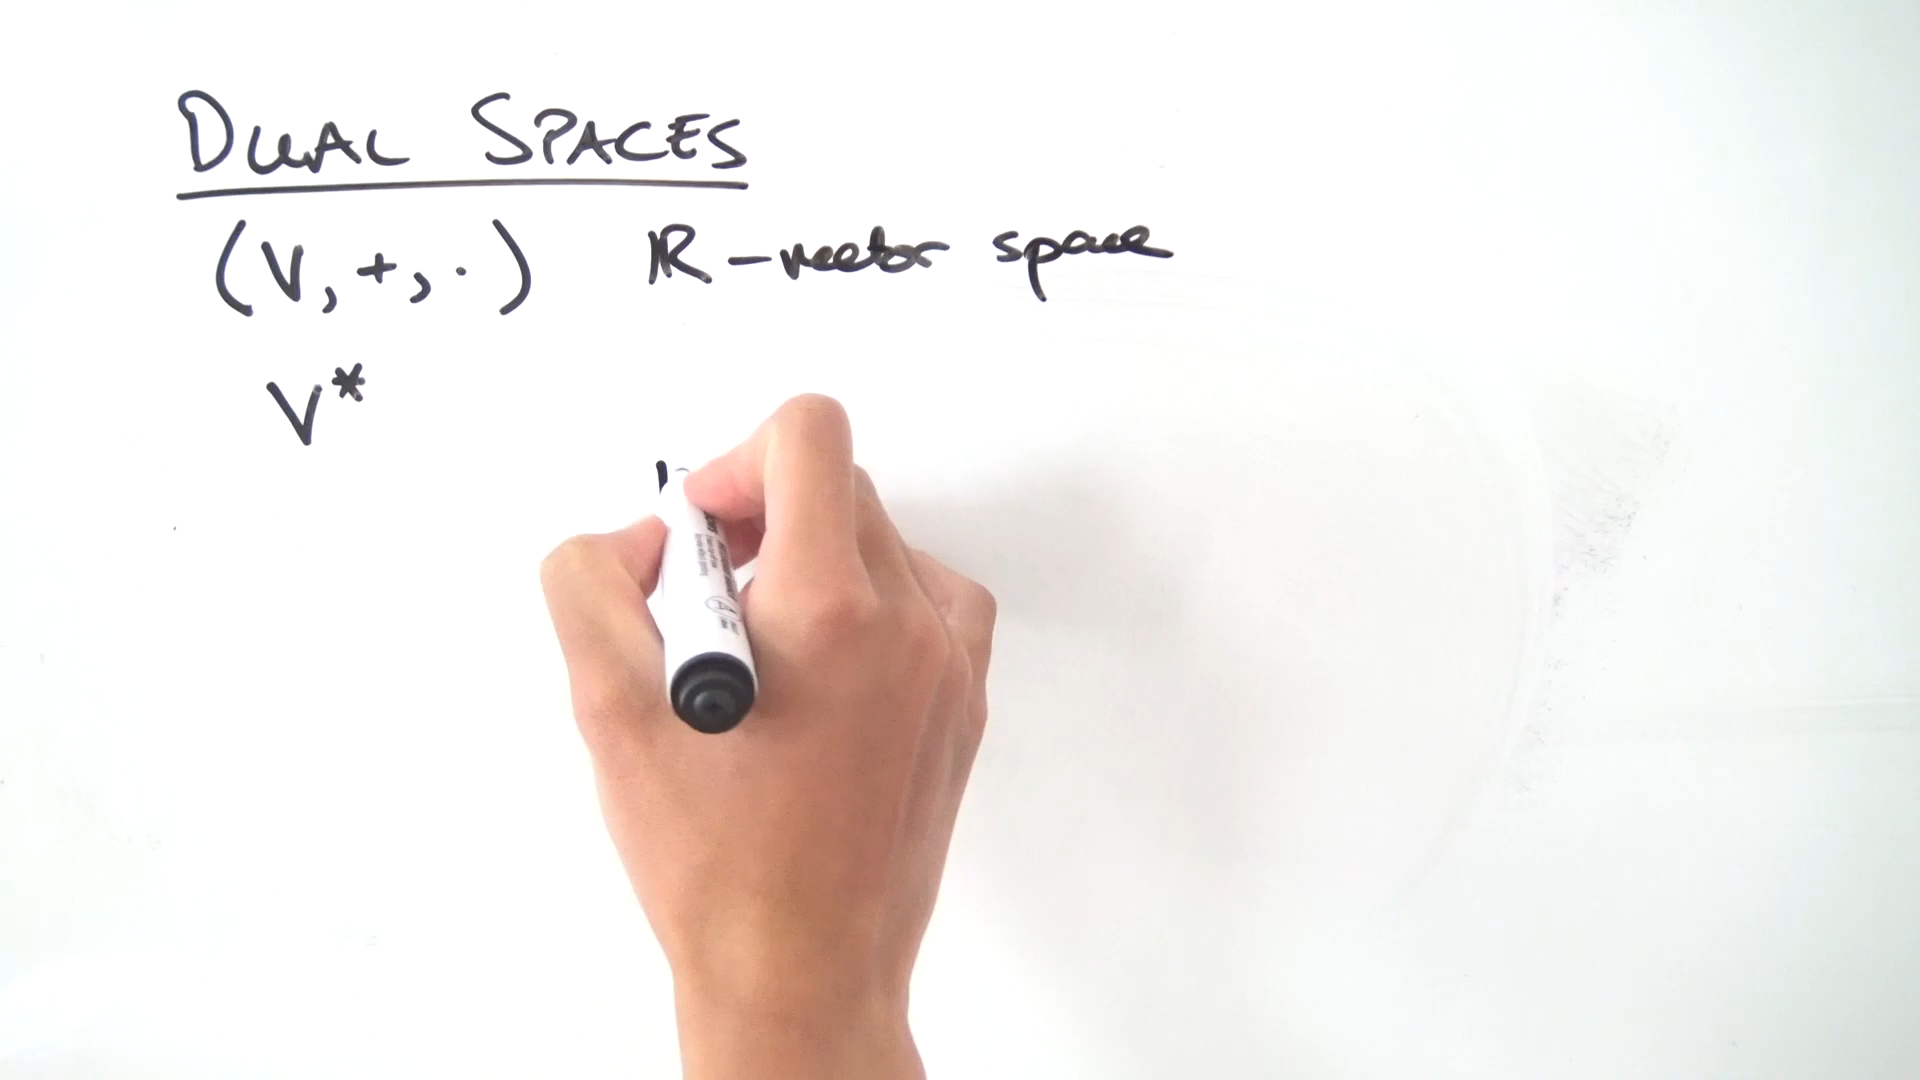 DUAL SPACES
(V, +, ·) ℝ-vector space
V*